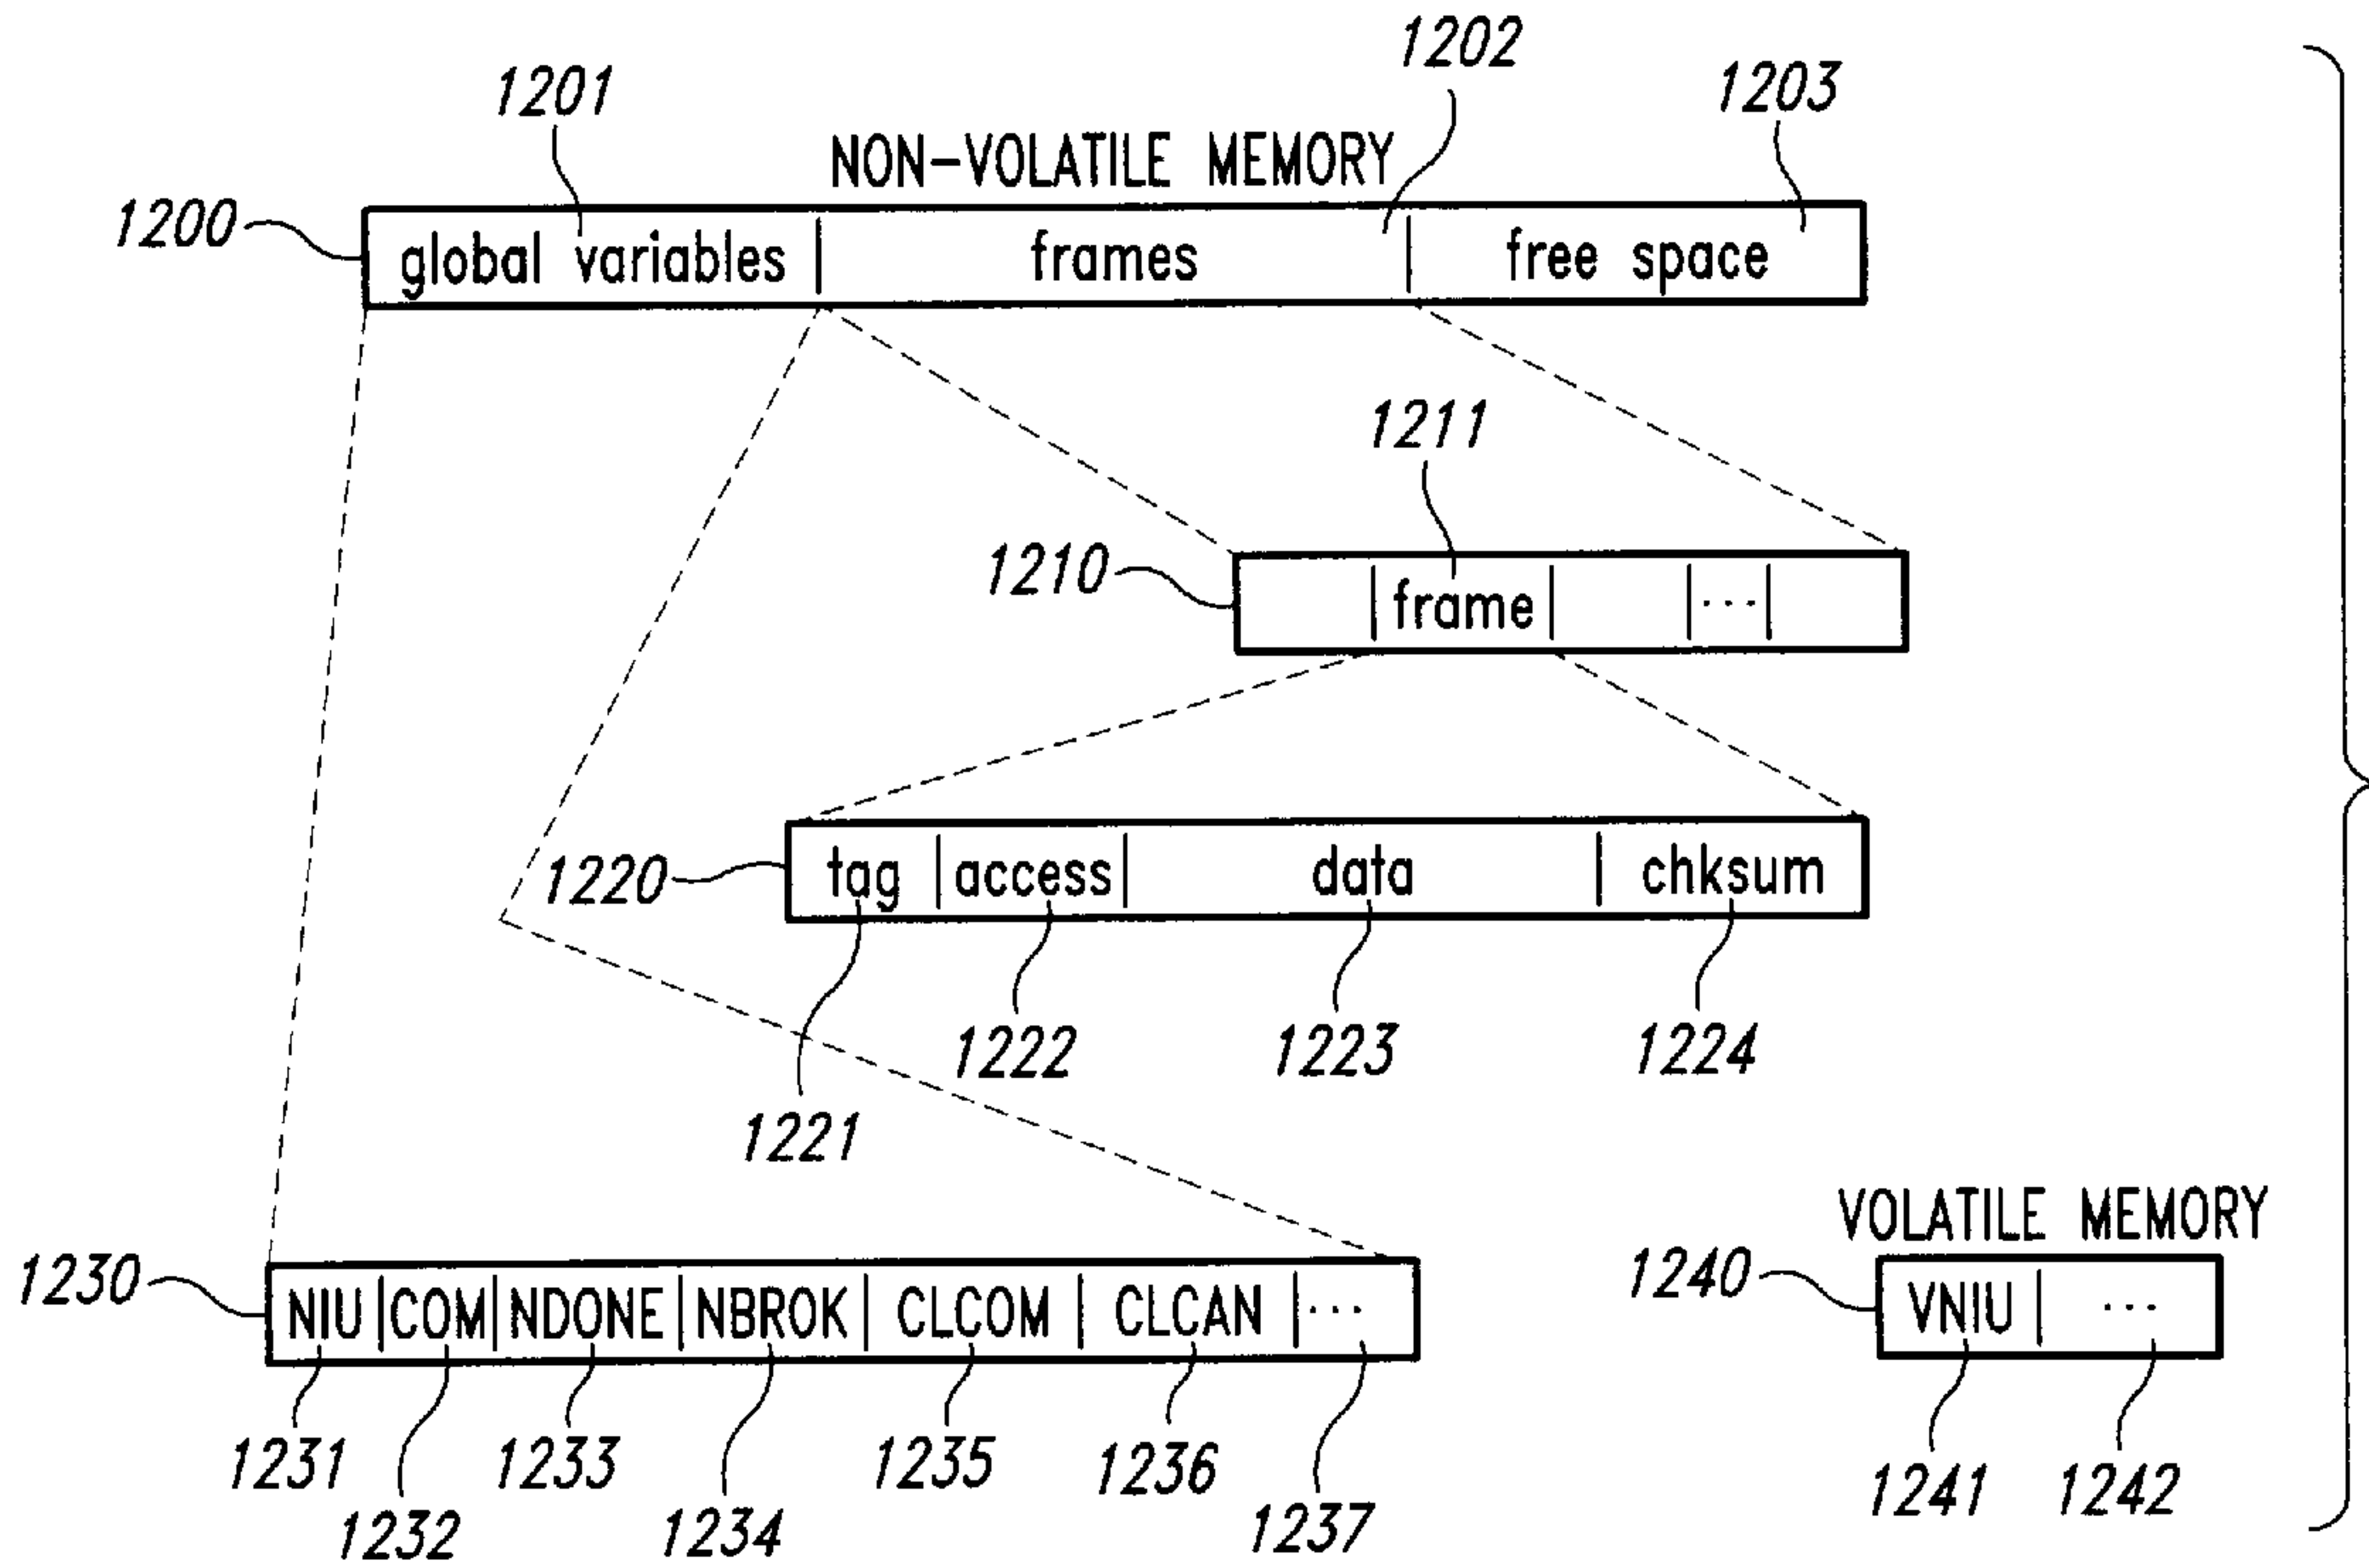 1202
1201
1203
NON-VOLATILE MEMORY
1200
global variables
frames
free space
1211
1210
frame
...
1220
tag
access
data
chksum
1222
1223
1224
1221
VOLATILE MEMORY
1230
NIU
COM
NDONE
NBROK
CLCOM
CLCAN
...
1240
VNIU
...
1231
1232
1233
1234
1235
1236
1237
1241
1242